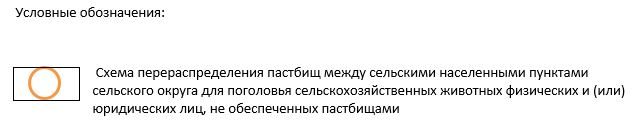 Условные обозначения:
Схема перераспределения пастбищ между сельскими населенными пунктами
сельского округа для поголовья сельскохозяйственных животных физических и (или)
юридических лиц, не обеспеченных пастбищами